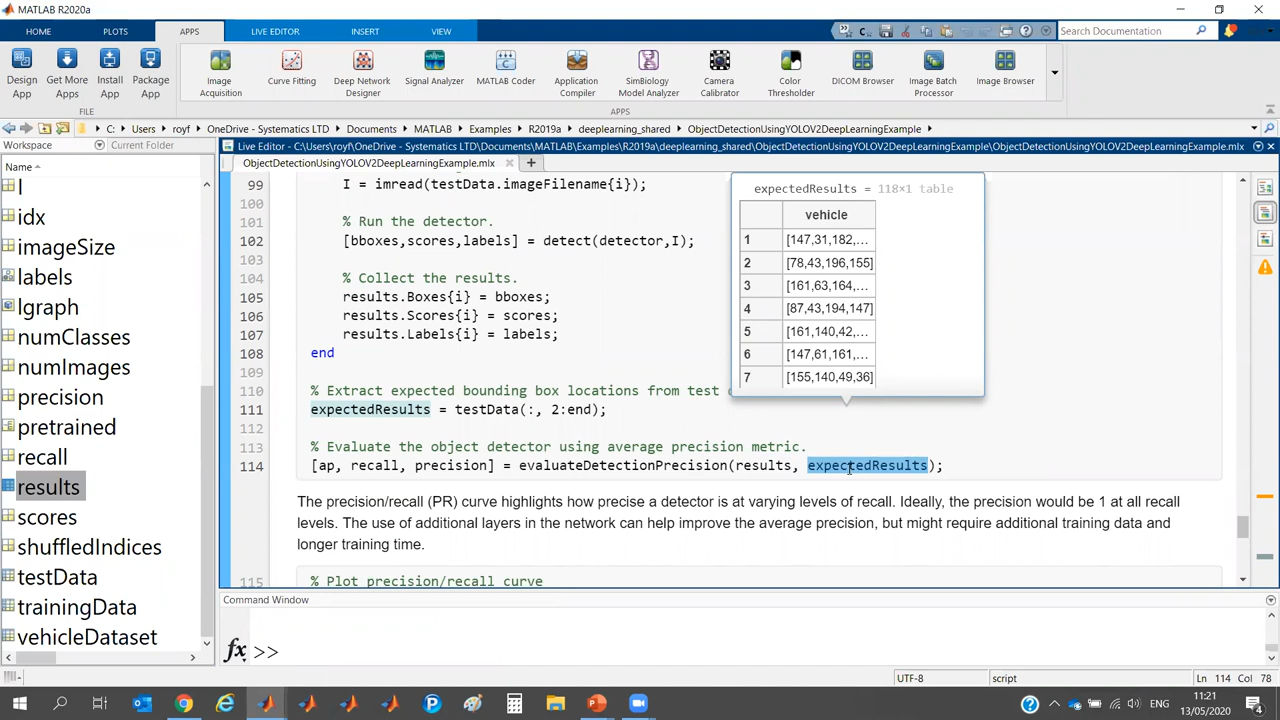 MATLAB R2020a
HOME PLOTS APPS LIVE EDITOR INSERT VIEW
Search Documentation
Design App
Get More Apps
Install App
Package App
Image Acquisition
Curve Fitting
Deep Network Designer
Signal Analyzer
MATLAB Coder
Application Compiler
SimBiology Model Analyzer
Camera Calibrator
Color Thresholder
DICOM Browser
Image Batch Processor
Image Browser
FILE APPS
C: Users royf OneDrive - Systematics LTD Documents MATLAB Examples R2019a deeplearning_shared ObjectDetectionUsingYOLOV2DeepLearningExample
Workspace Current Folder
Live Editor - C:\Users\royf\OneDrive - Systematics LTD\Documents\MATLAB\Examples\R2019a\deeplearning_shared\ObjectDetectionUsingYOLOV2DeepLearningExample\ObjectDetectionUsingYOLOV2DeepLearningExample.mlx
ObjectDetectionUsingYOLOV2DeepLearningExample.mlx
Name
I
idx
imageSize
labels
lgraph
numClasses
numImages
precision
pretrained
recall
results
scores
shuffledIndices
testData
trainingData
vehicleDataset
99 I = imread(testData.imageFilename{i});
100
101 % Run the detector.
102 [bboxes,scores,labels] = detect(detector,I);
103
104 % Collect the results.
105 results.Boxes{i} = bboxes;
106 results.Scores{i} = scores;
107 results.Labels{i} = labels;
108 end
109
110 % Extract expected bounding box locations from test
111 expectedResults = testData(:, 2:end);
112
113 % Evaluate the object detector using average precision metric.
114 [ap, recall, precision] = evaluateDetectionPrecision(results, expectedResults);
expectedResults = 118×1 table
vehicle
1 [147,31,182,...
2 [78,43,196,155]
3 [161,63,164,...
4 [87,43,194,147]
5 [161,140,42,...
6 [147,61,161,...
7 [155,140,49,36]
The precision/recall (PR) curve highlights how precise a detector is at varying levels of recall. Ideally, the precision would be 1 at all recall
levels. The use of additional layers in the network can help improve the average precision, but might require additional training data and
longer training time.
115 % Plot precision/recall curve
Command Window
fx >>
UTF-8 script Ln 114 Col 78
ENG
11:21
13/05/2020
4